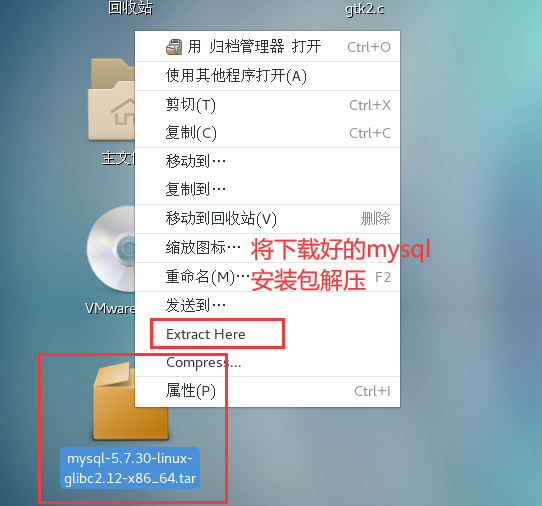 回收站
gtk2.c
用 归档管理器 打开 Ctrl+O
使用其他程序打开(A)
剪切(T) Ctrl+X
复制(C) Ctrl+C
移动到…
复制到…
移动到回收站(V) 删除
缩放图标…
重命名(M)… F2
发送到…
Extract Here
Compress...
属性(P) Ctrl+I
将下载好的mysql
安装包解压
主文
VMware
mysql-5.7.30-linux-
glibc2.12-x86_64.tar